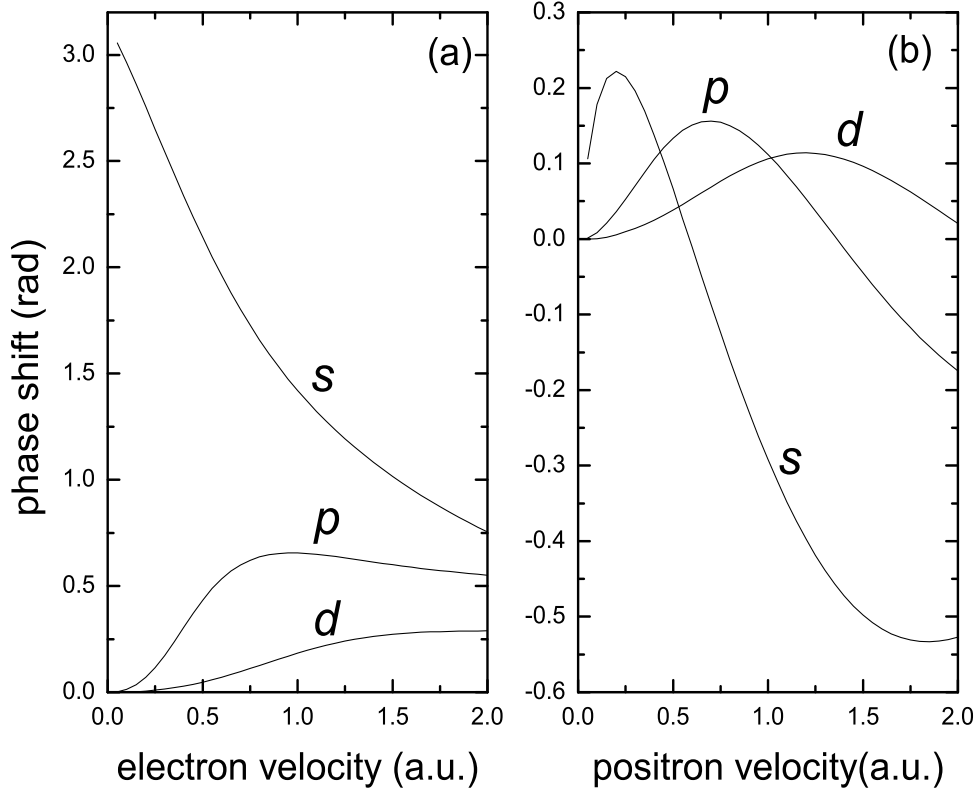 (a)
s
p
d
3.0
2.5
2.0
1.5
1.0
0.5
0.0
0.0 0.5 1.0 1.5 2.0
phase shift (rad)
electron velocity (a.u.)
(b)
p
d
s
0.3
0.2
0.1
0.0
-0.1
-0.2
-0.3
-0.4
-0.5
-0.6
0.0 0.5 1.0 1.5 2.0
positron velocity(a.u.)